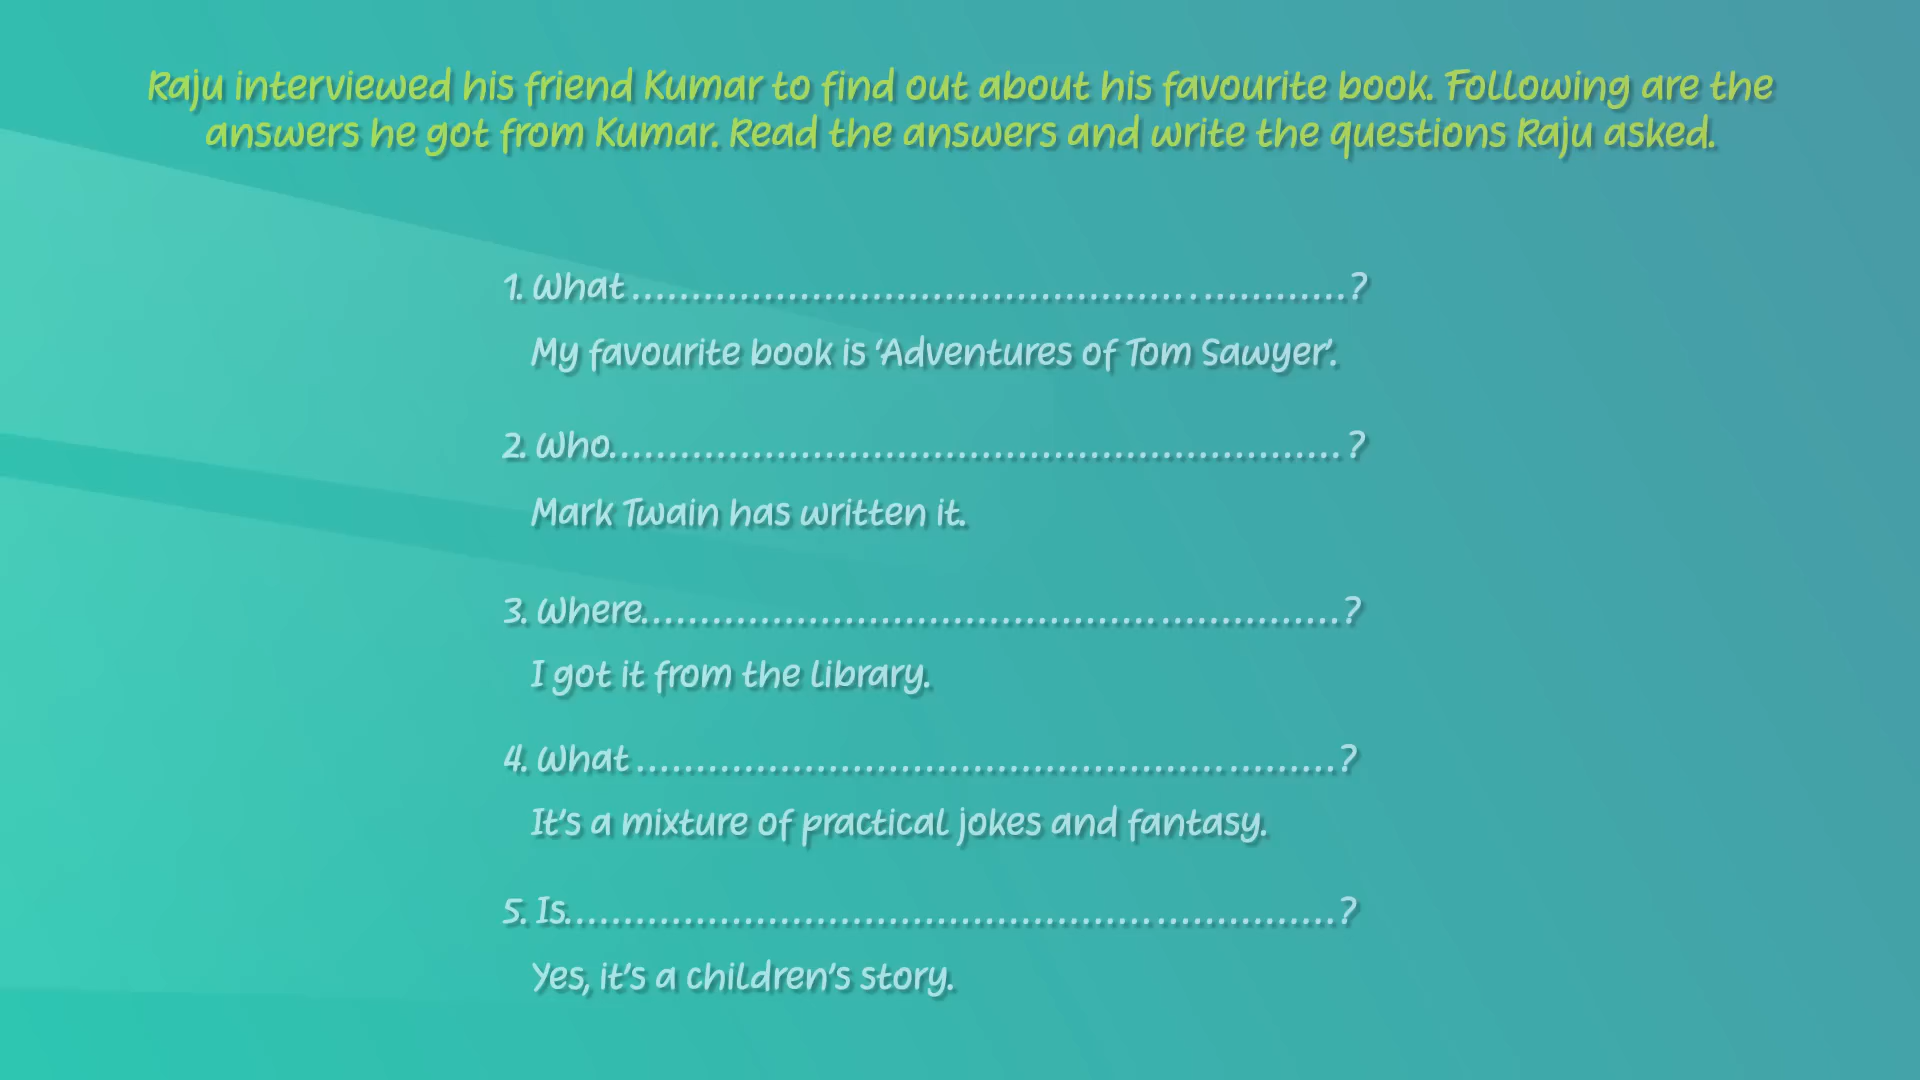 Raju interviewed his friend Kumar to find out about his favourite book. Following are the
answers he got from Kumar. Read the answers and write the questions Raju asked.
1. What............................................................?
My favourite book is ‘Adventures of Tom Sawyer’.
2. Who.............................................................?
Mark Twain has written it.
3. Where..........................................................?
I got it from the library.
4. What...........................................................?
It’s a mixture of practical jokes and fantasy.
5. Is................................................................?
Yes, it’s a children’s story.